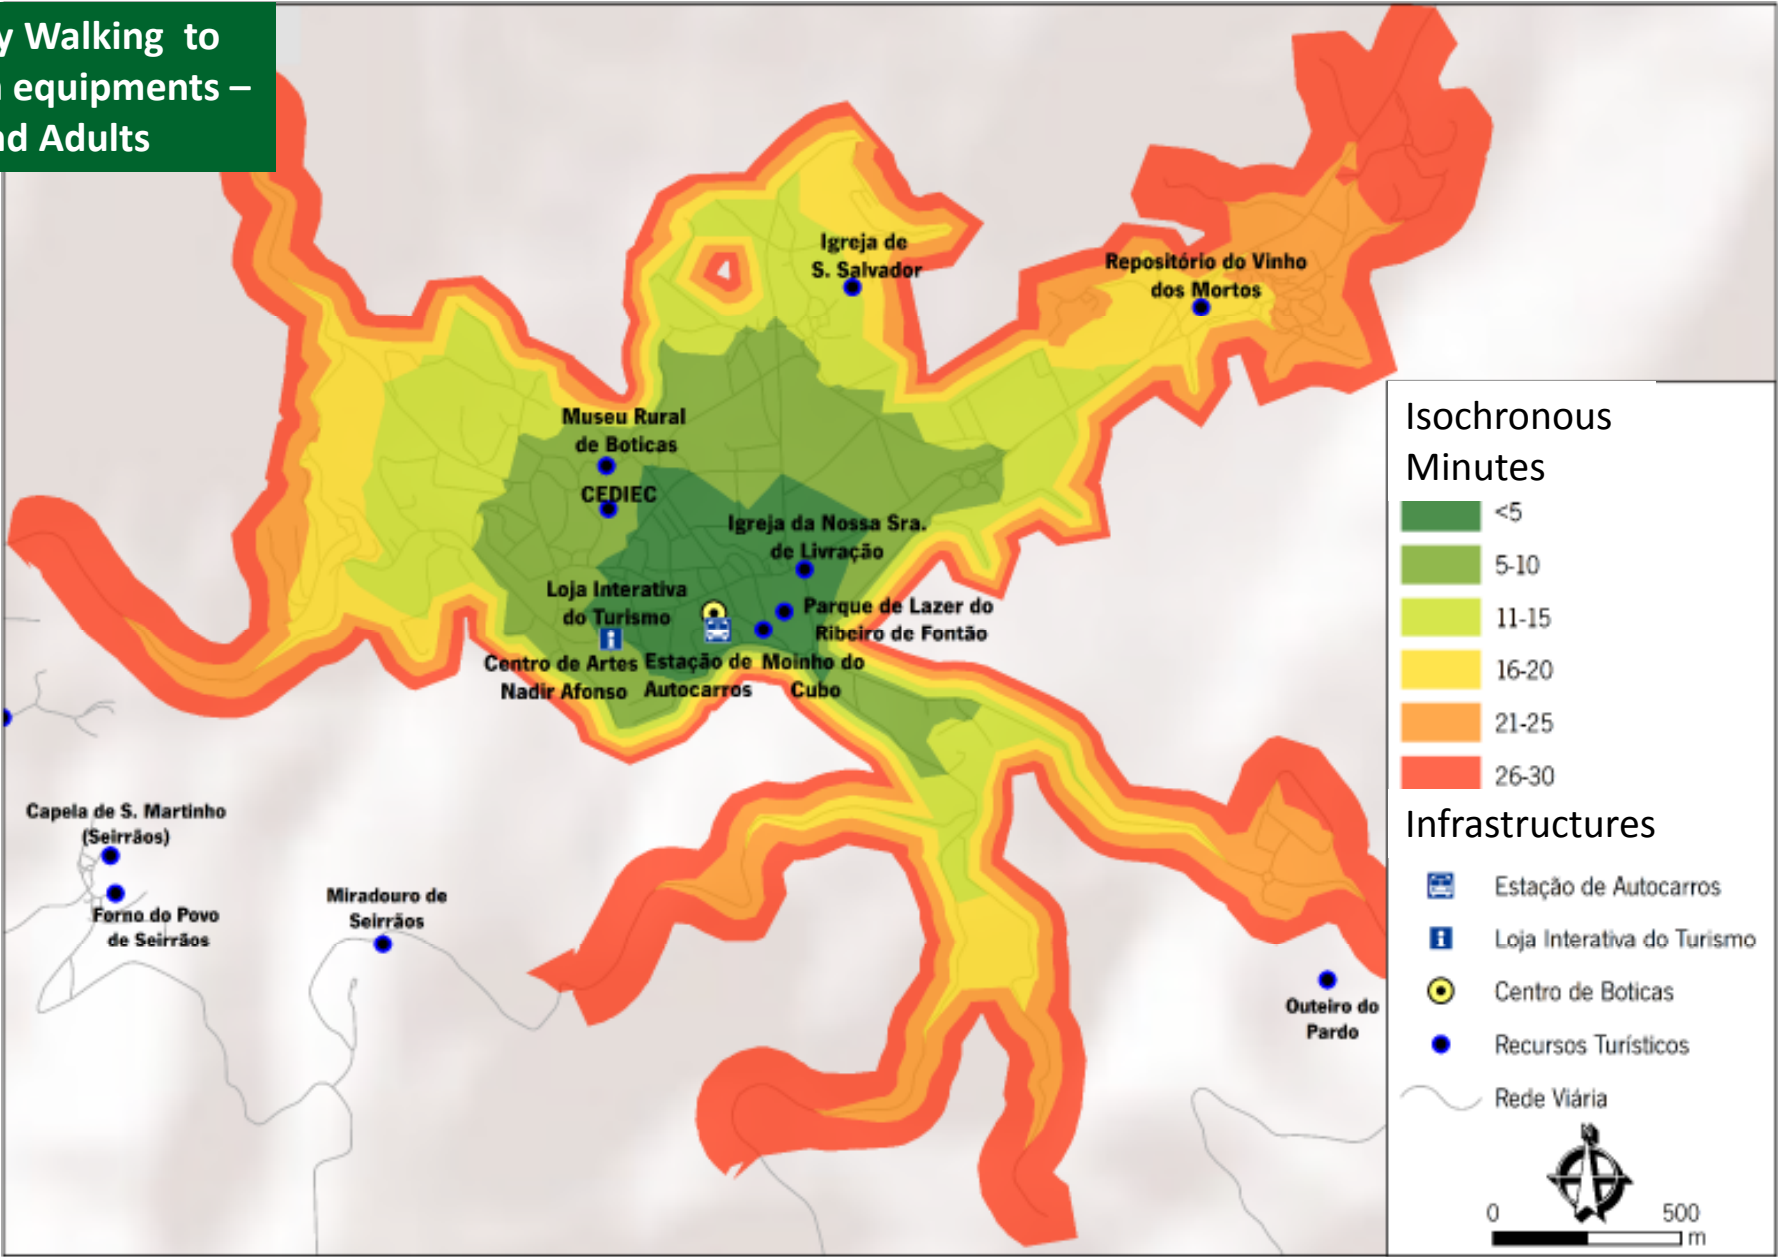 y Walking to
equipments –
nd Adults
Igreja de
S. Salvador
Repositório do Vinho
dos Mortos
Museu Rural
de Boticas
CEDIEC
Igreja da Nossa Sra.
de Livração
Loja Interativa
do Turismo
Parque de Lazer do
Ribeiro de Fontão
Centro de Artes
Nadir Afonso
Estação de
Autocarros
Moinho do
Cubo
Capela de S. Martinho
(Seirrãos)
Forno do Povo
de Seirrãos
Miradouro de
Seirrãos
Outeiro do
Pardo
Isochronous
Minutes
<5
5-10
11-15
16-20
21-25
26-30
Infrastructures
Estação de Autocarros
Loja Interativa do Turismo
Centro de Boticas
Recursos Turísticos
Rede Viária
N
0 500
m